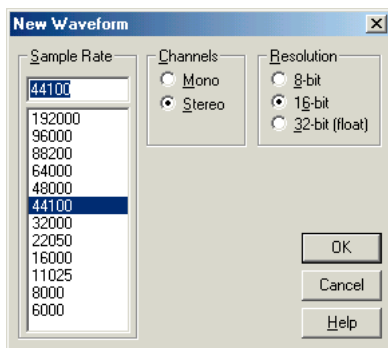 New Waveform
Sample Rate
44100
192000
96000
88200
64000
48000
44100
32000
22050
16000
11025
8000
6000
Channels
Mono
Stereo
Resolution
8-bit
16-bit
32-bit (float)
OK
Cancel
Help